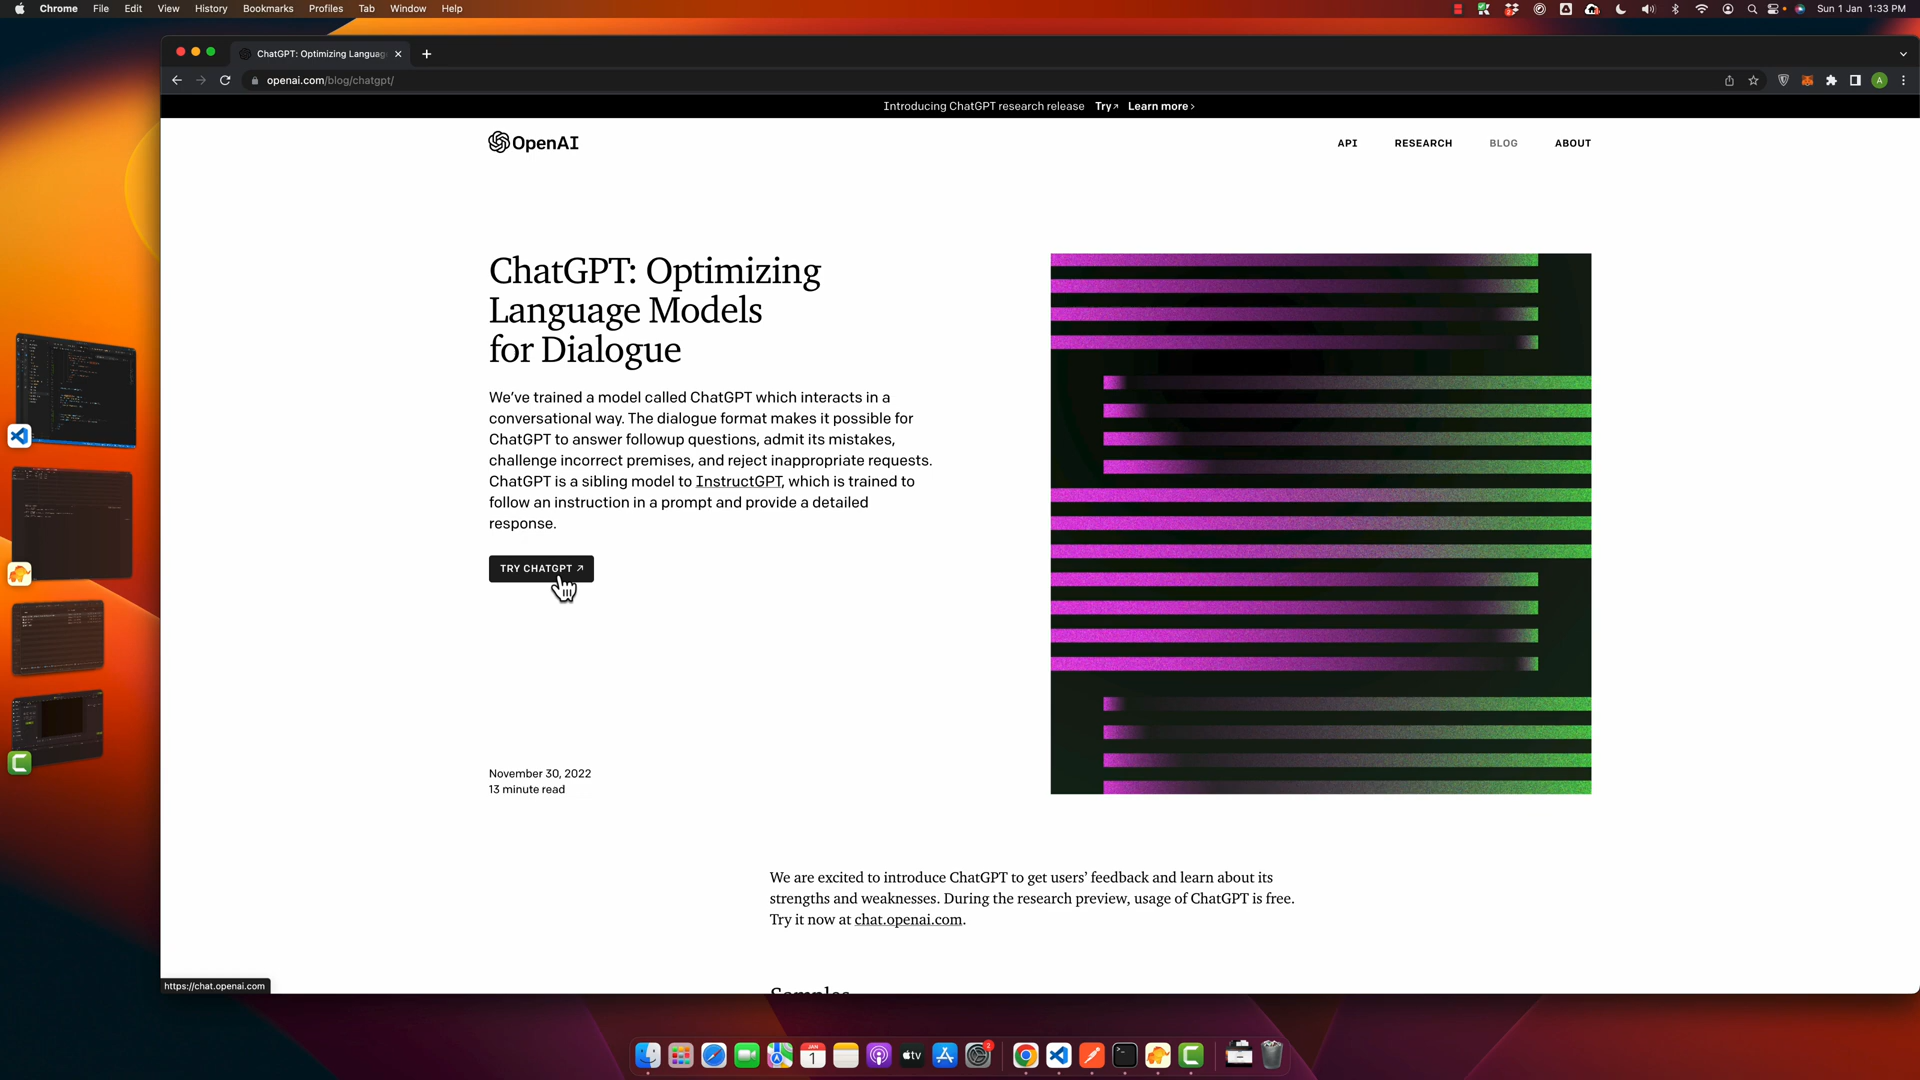 Chrome File Edit View History Bookmarks Profiles Tab Window Help
Sun 1 Jan 1:33 PM
ChatGPT: Optimizing Languag
openai.com/blog/chatgpt/
A
Introducing ChatGPT research release Try↗ Learn more ›
OpenAI
API RESEARCH BLOG ABOUT
ChatGPT: Optimizing
Language Models
for Dialogue
We’ve trained a model called ChatGPT which interacts in a
conversational way. The dialogue format makes it possible for
ChatGPT to answer followup questions, admit its mistakes,
challenge incorrect premises, and reject inappropriate requests.
ChatGPT is a sibling model to InstructGPT, which is trained to
follow an instruction in a prompt and provide a detailed
response.
TRY CHATGPT ↗
November 30, 2022
13 minute read
We are excited to introduce ChatGPT to get users’ feedback and learn about its
strengths and weaknesses. During the research preview, usage of ChatGPT is free.
Try it now at chat.openai.com.
Samples
https://chat.openai.com
JAN
1
tv
2